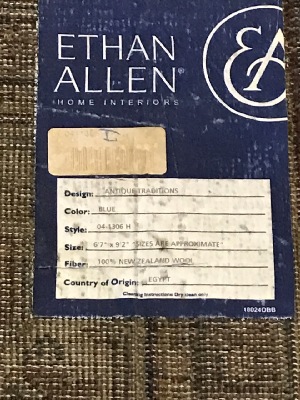 ETHAN
ALLEN®
HOME INTERIORS
EA
I
Design: ANTIQUE TRADITIONS
Color: BLUE
Style: 04-1306 H
Size: 6'7" x 9'2" *SIZES ARE APPROXIMATE*
Fiber: 100% NEW ZEALAND WOOL
Country of Origin: EGYPT
Cleaning Instructions: Dry clean only
18024OBB